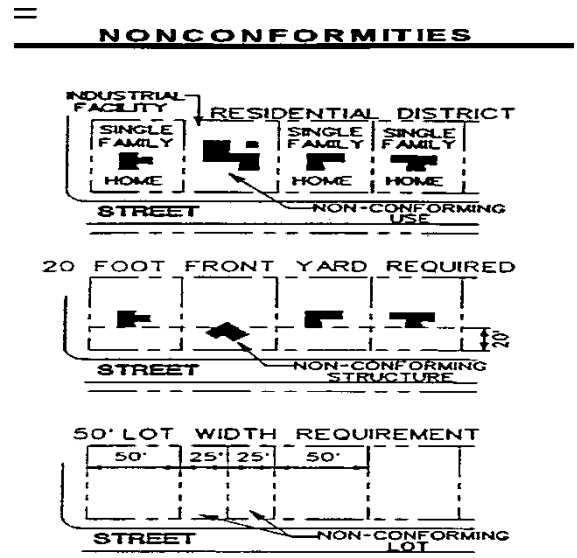 NONCONFORMITIES
INDUSTRIAL
FACILITY
RESIDENTIAL DISTRICT
SINGLE
FAMILY
HOME
SINGLE
FAMILY
HOME
SINGLE
FAMILY
HOME
STREET
NON-CONFORMING
USE
20 FOOT FRONT YARD REQUIRED
20'
STREET
NON-CONFORMING
STRUCTURE
50' LOT WIDTH REQUIREMENT
50' 25' 25' 50'
STREET
NON-CONFORMING
LOT